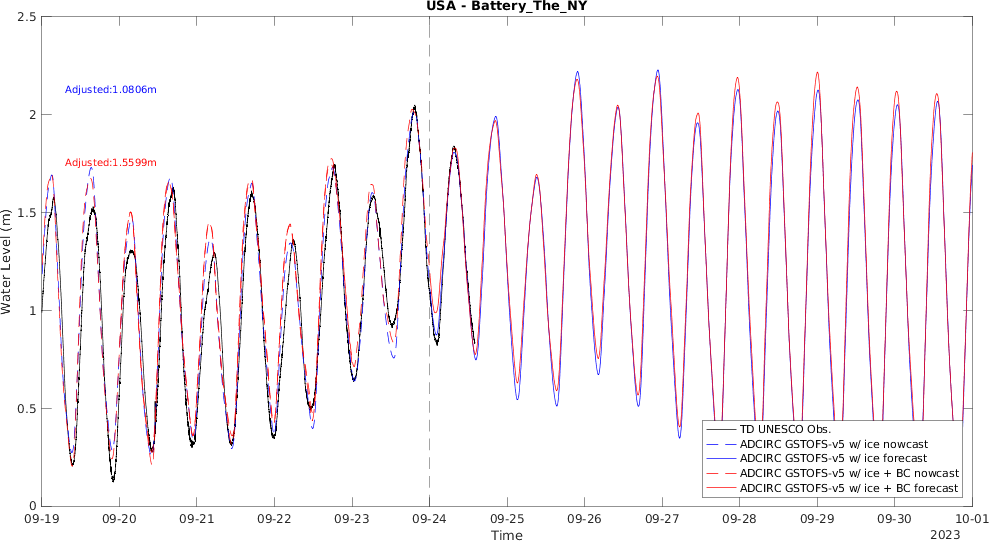 USA - Battery_The_NY
2.5
Adjusted:1.0806m
2
Adjusted:1.5599m
1.5
Water Level (m)
1
0.5
TD UNESCO Obs.
ADCIRC GSTOFS-v5 w/ ice nowcast
ADCIRC GSTOFS-v5 w/ ice forecast
ADCIRC GSTOFS-v5 w/ ice + BC nowcast
ADCIRC GSTOFS-v5 w/ ice + BC forecast
0
09-19 09-20 09-21 09-22 09-23 09-24 09-25 09-26 09-27 09-28 09-29 09-30 10-01
Time
2023